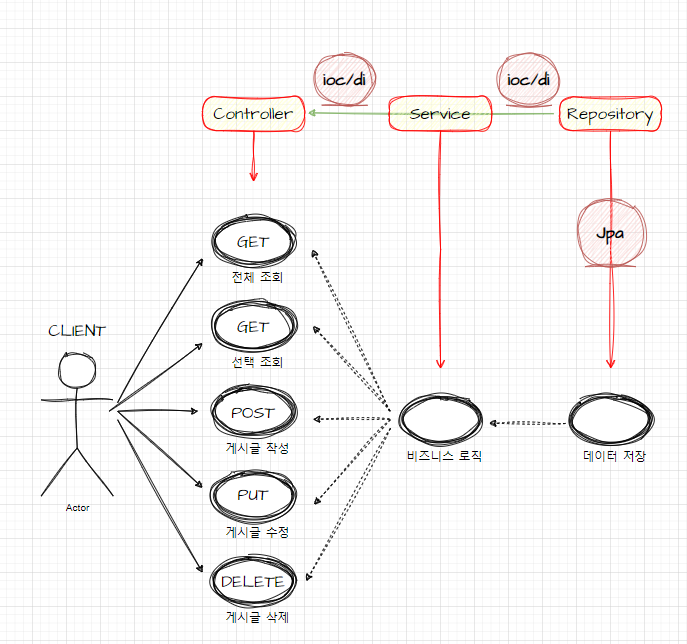 ioc/di
ioc/di
Controller
Service
Repository
Jpa
GET
전체 조회
GET
선택 조회
CLIENT
POST
게시글 작성
비즈니스 로직
데이터 저장
PUT
게시글 수정
Actor
DELETE
게시글 삭제